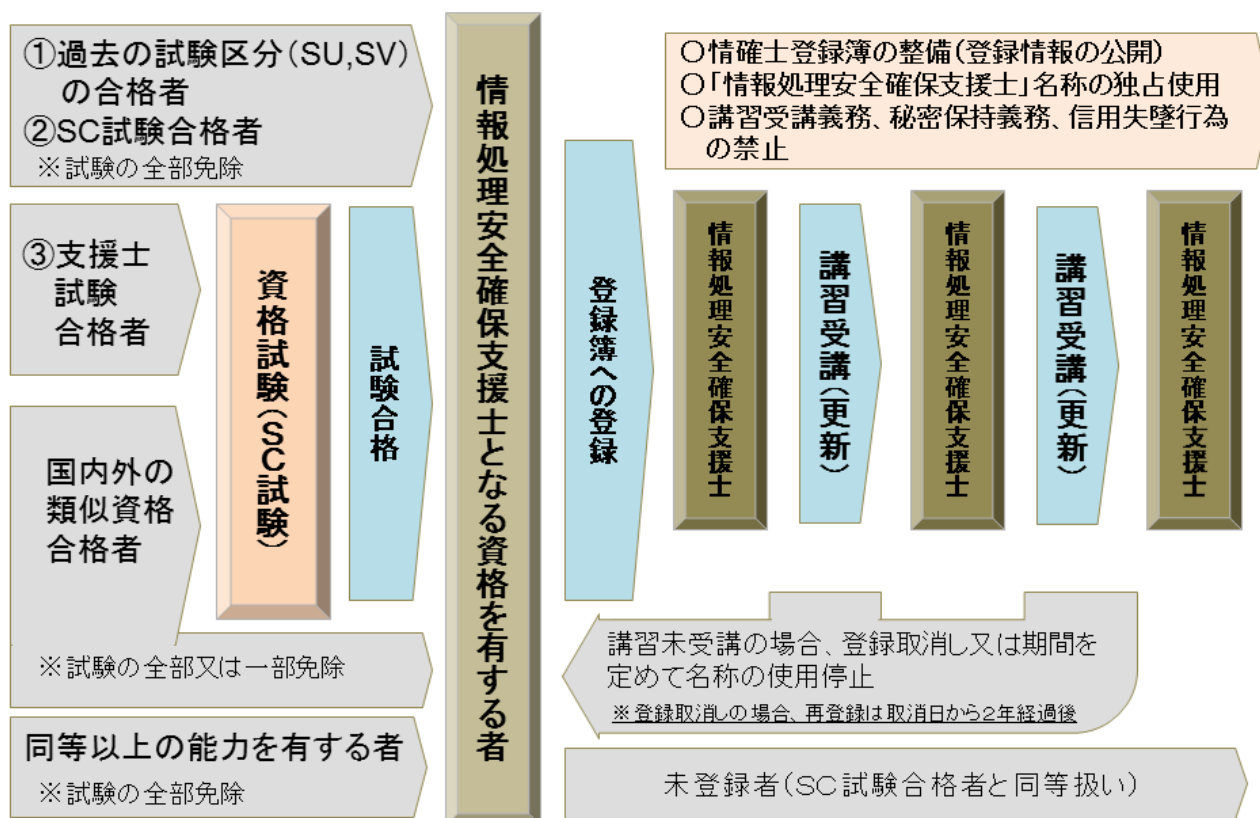 ①過去の試験区分(SU,SV)
の合格者
②SC試験合格者
※試験の全部免除
③支援士
試験
合格者
国内外の
類似資格
合格者
※試験の全部又は一部免除
同等以上の能力を有する者
※試験の全部免除
資格試験(SC試験)
試験合格
情報処理安全確保支援士となる資格を有する者
登録簿への登録
○情確士登録簿の整備(登録情報の公開)
○「情報処理安全確保支援士」名称の独占使用
○講習受講義務、秘密保持義務、信用失墜行為
の禁止
情報処理安全確保支援士
講習受講(更新)
情報処理安全確保支援士
講習受講(更新)
情報処理安全確保支援士
講習未受講の場合、登録取消し又は期間を
定めて名称の使用停止
※登録取消しの場合、再登録は取消日から2年経過後
未登録者(SC試験合格者と同等扱い)